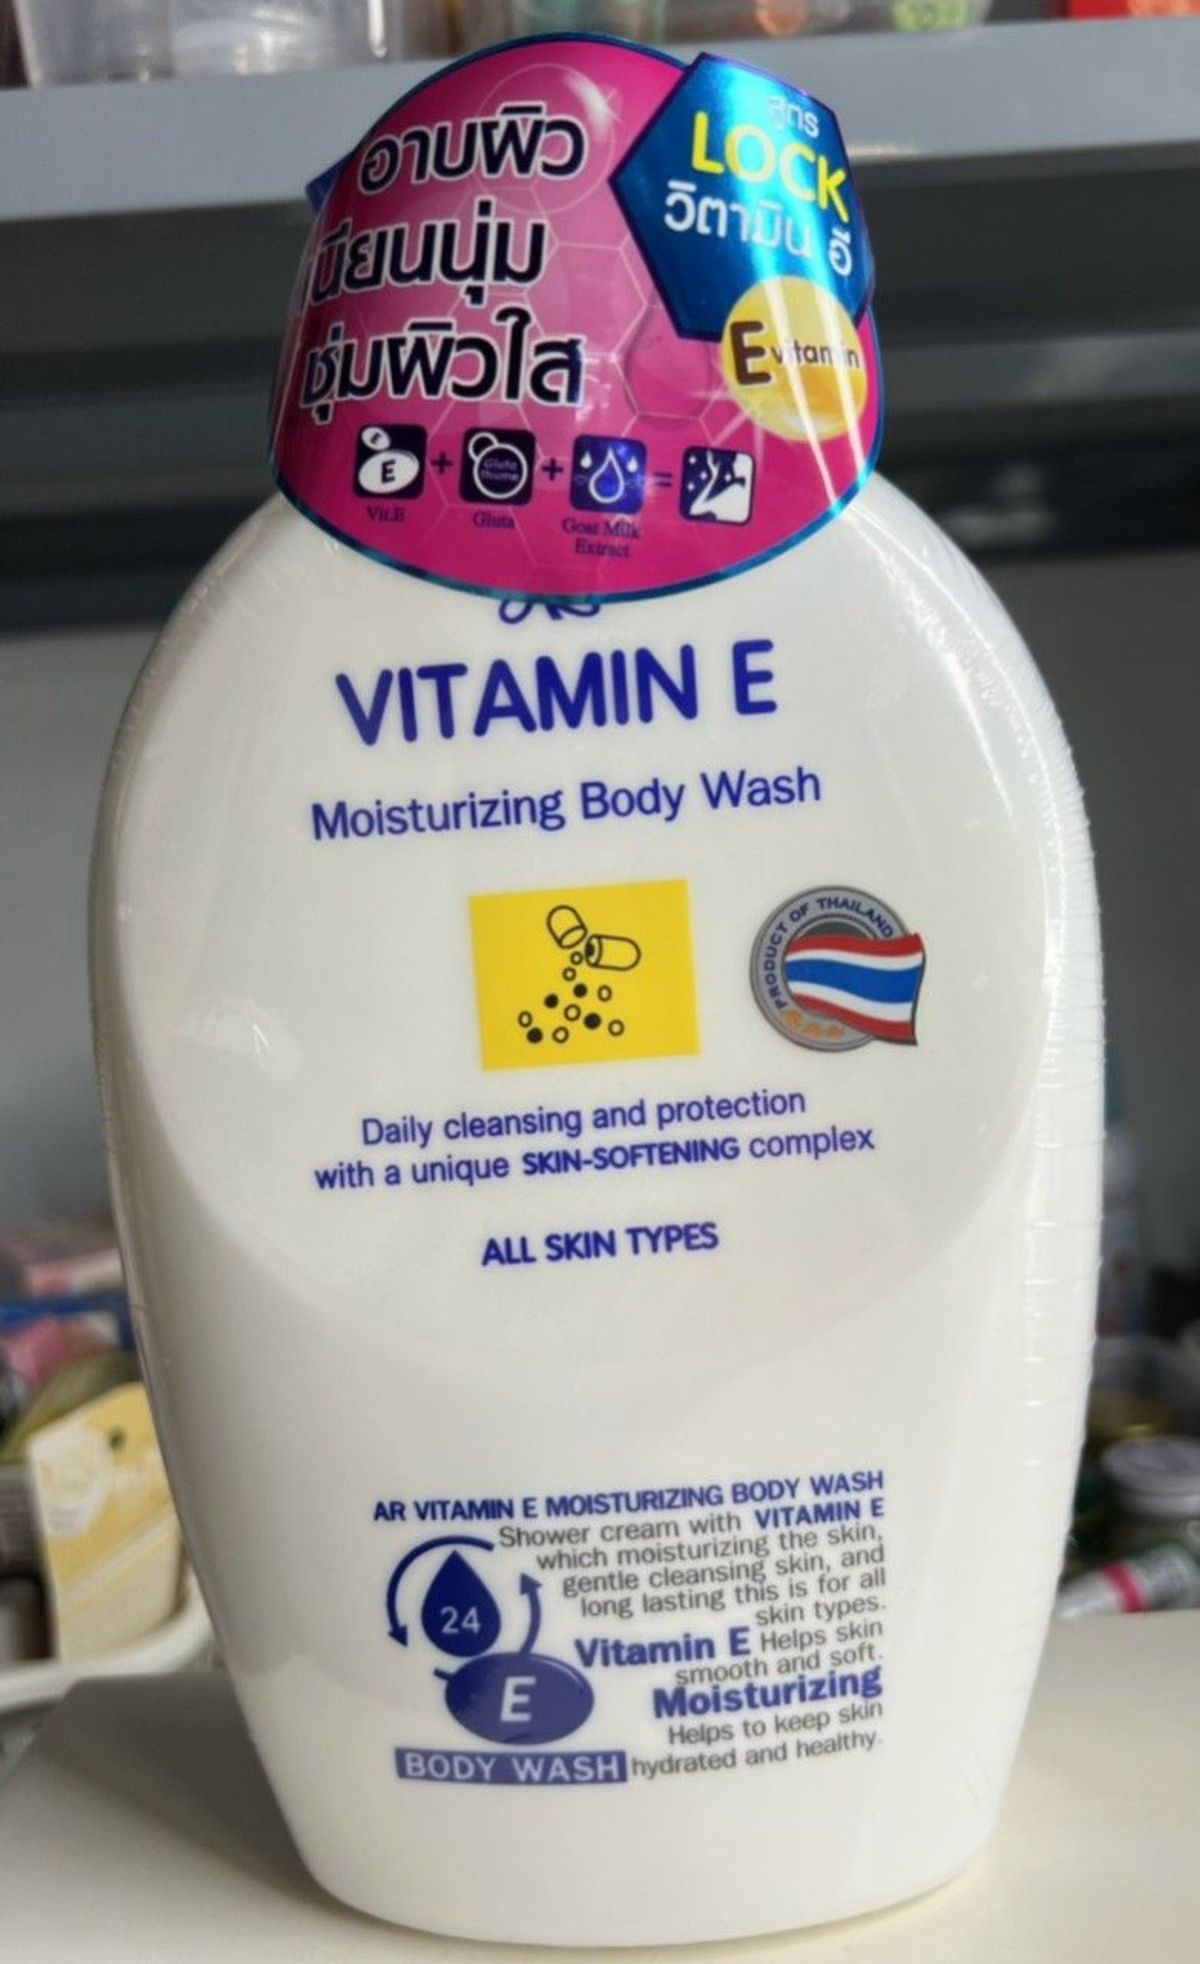 อาบผิว
เนียนนุ่ม
ชุ่มผิวใส
สูตร
LOCK
วิตามิน อี
E vitamin
E
E
+
Gluta
+
=
Vit.E
Gluta
Goat Milk
Extract
VITAMIN E
Moisturizing Body Wash
PRODUCT OF THAILAND
Daily cleansing and protection
with a unique SKIN-SOFTENING complex
ALL SKIN TYPES
AR VITAMIN E MOISTURIZING BODY WASH
Shower cream with VITAMIN E
which moisturizing the skin,
gentle cleansing skin, and
long lasting this is for all
skin types.
Vitamin E Helps skin
smooth and soft.
Moisturizing
Helps to keep skin
hydrated and healthy.
24
E
BODY WASH